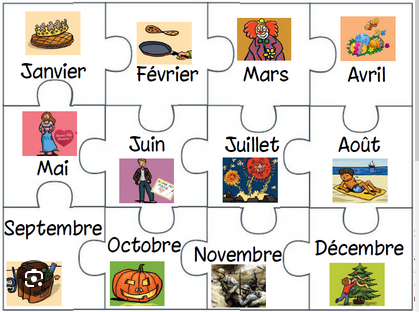 Janvier
Février
Mars
Avril
Mai
Juin
Juillet
Août
Septembre
Octobre
Novembre
Décembre